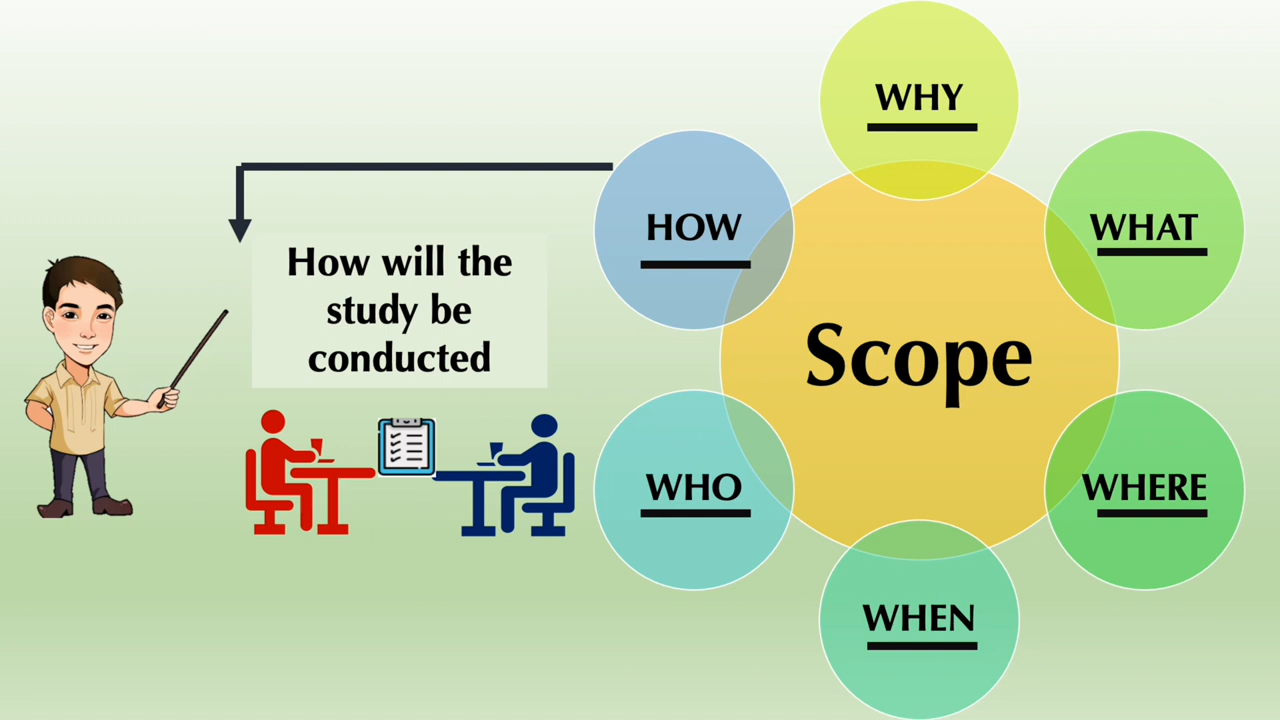 WHY
HOW
WHAT
How will the
study be
conducted
Scope
WHO
WHERE
WHEN